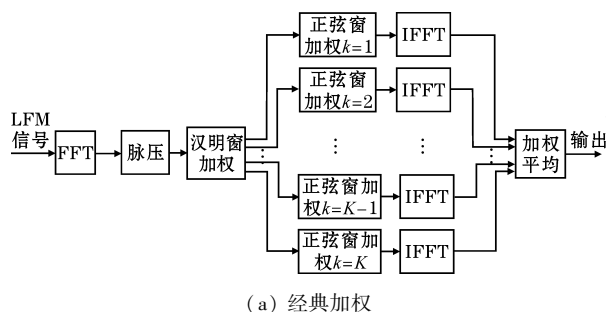 LFM
信号
FFT
脉压
汉明窗
加权
正弦窗
加权k=1
IFFT
正弦窗
加权k=2
IFFT
正弦窗加
权k=K-1
IFFT
正弦窗加
权k=K
IFFT
加权
平均
输出
(a) 经典加权